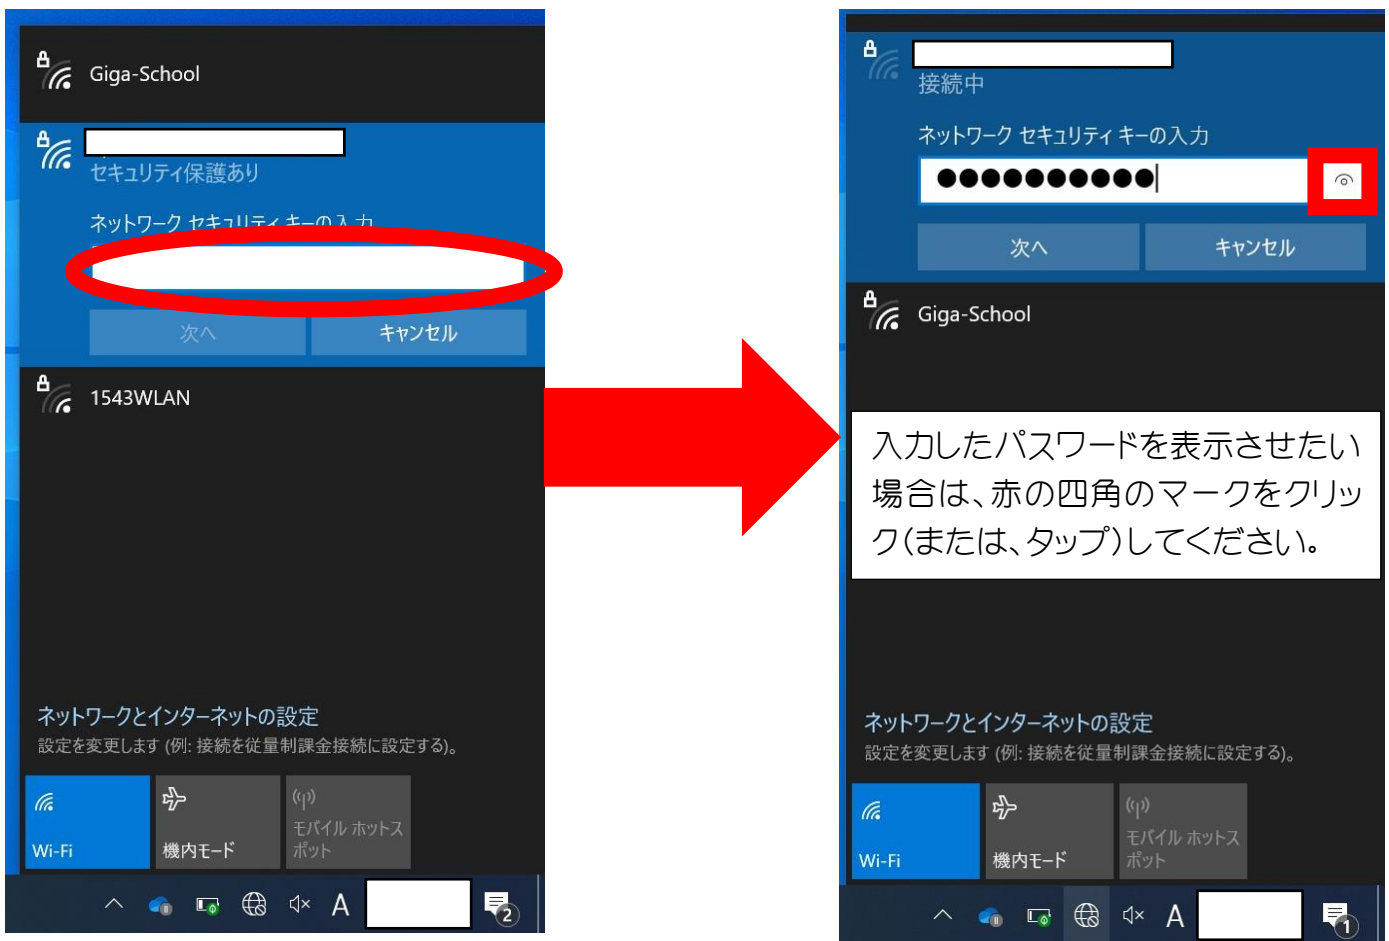 Giga-School
セキュリティ保護あり
ネットワーク セキュリティ キーの入力
次へ
キャンセル
1543WLAN
ネットワークとインターネットの設定
設定を変更します (例: 接続を従量制課金接続に設定する)。
Wi-Fi
機内モード
モバイル ホットス
ポット
A
2
接続中
ネットワーク セキュリティ キーの入力
●●●●●●●●●●
次へ
キャンセル
Giga-School
入力したパスワードを表示させたい
場合は、赤の四角のマークをクリッ
ク(または、タップ)してください。
ネットワークとインターネットの設定
設定を変更します (例: 接続を従量制課金接続に設定する)。
Wi-Fi
機内モード
モバイル ホットス
ポット
A
1